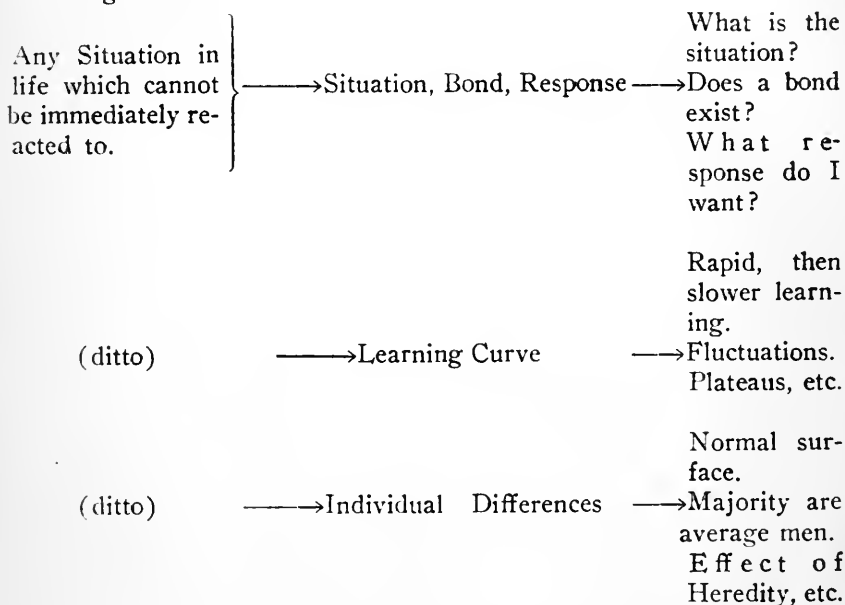 Any Situation in
life which cannot
be immediately re-
acted to.
⟶Situation, Bond, Response⟶
What is the
situation?
Does a bond
exist?
What re-
sponse do I
want?
(ditto)
⟶Learning Curve
⟶
Rapid, then
slower learn-
ing.
Fluctuations.
Plateaus, etc.
(ditto)
⟶Individual Differences
⟶
Normal sur-
face.
Majority are
average men.
Effect of
Heredity, etc.